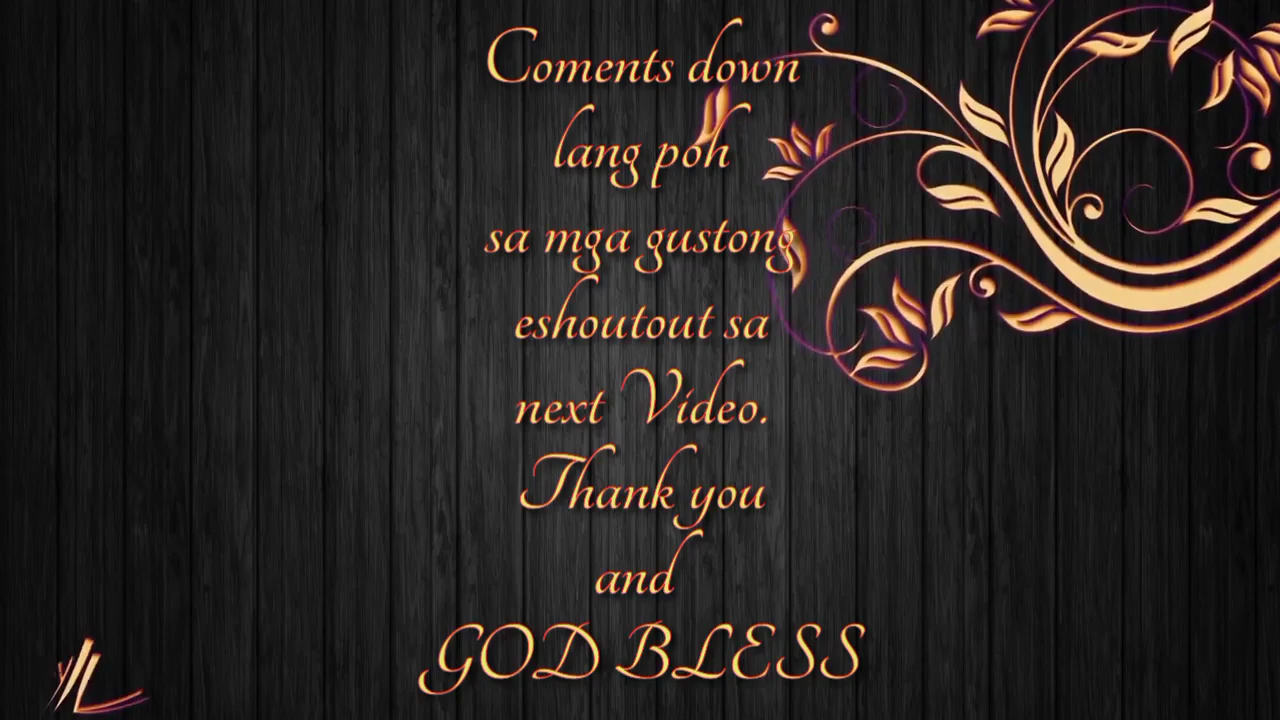 Coments down
lang poh
sa mga gustong
eshoutout sa
next Video.
Thank you
and
GOD BLESS